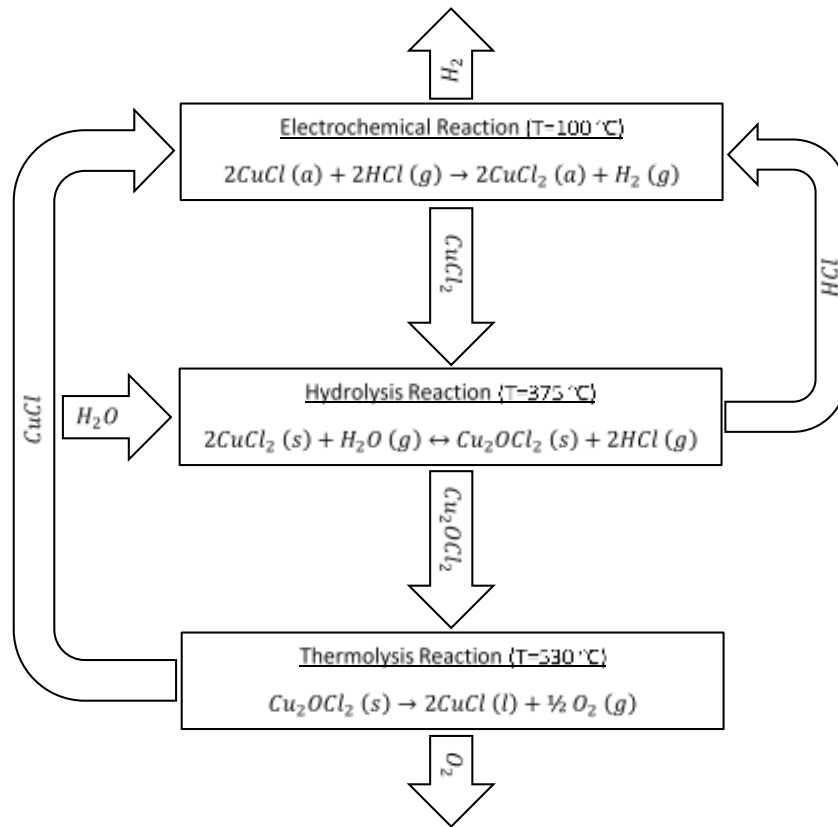 H₂
Electrochemical Reaction (T=100 ℃)
2CuCl (a) + 2HCl (g) → 2CuCl₂ (a) + H₂ (g)
CuCl₂
HCl
CuCl
H₂O
Hydrolysis Reaction (T=375 ℃)
2CuCl₂ (s) + H₂O (g) ↔ Cu₂OCl₂ (s) + 2HCl (g)
Cu₂OCl₂
Thermolysis Reaction (T=530 ℃)
Cu₂OCl₂ (s) → 2CuCl (l) + ½ O₂ (g)
O₂